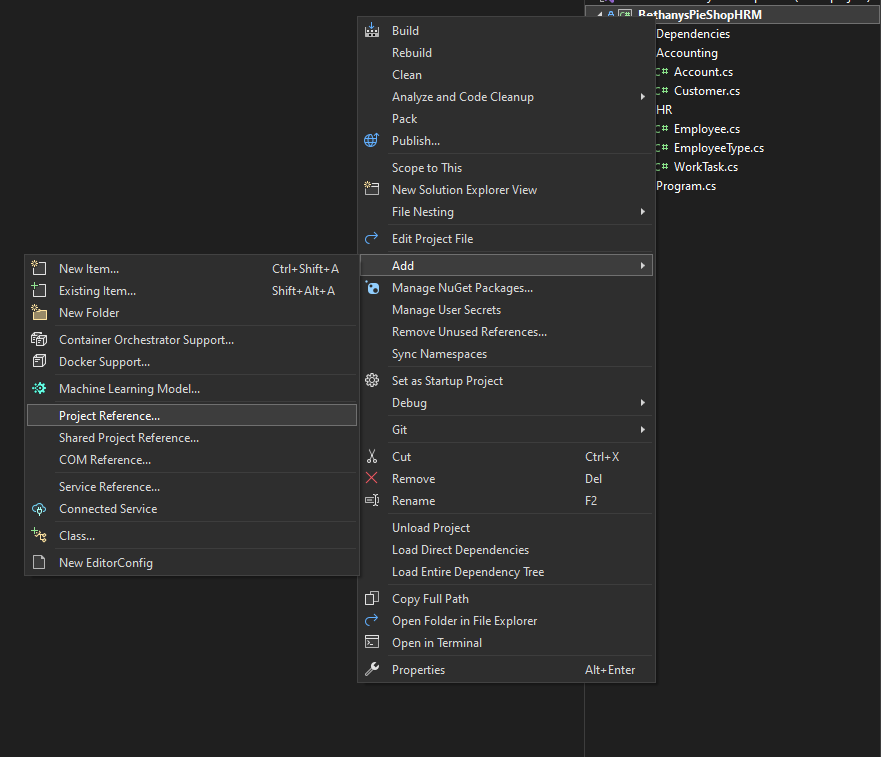 BethanysPieShopHRM
Dependencies
Accounting
C# Account.cs
C# Customer.cs
HR
C# Employee.cs
C# EmployeeType.cs
C# WorkTask.cs
Program.cs
Build
Rebuild
Clean
Analyze and Code Cleanup
Pack
Publish...
Scope to This
New Solution Explorer View
File Nesting
Edit Project File
Add
Manage NuGet Packages...
Manage User Secrets
Remove Unused References...
Sync Namespaces
Set as Startup Project
Debug
Git
Cut Ctrl+X
Remove Del
Rename F2
Unload Project
Load Direct Dependencies
Load Entire Dependency Tree
Copy Full Path
Open Folder in File Explorer
Open in Terminal
Properties Alt+Enter
New Item... Ctrl+Shift+A
Existing Item... Shift+Alt+A
New Folder
Container Orchestrator Support...
Docker Support...
Machine Learning Model...
Project Reference...
Shared Project Reference...
COM Reference...
Service Reference...
Connected Service
Class...
New EditorConfig